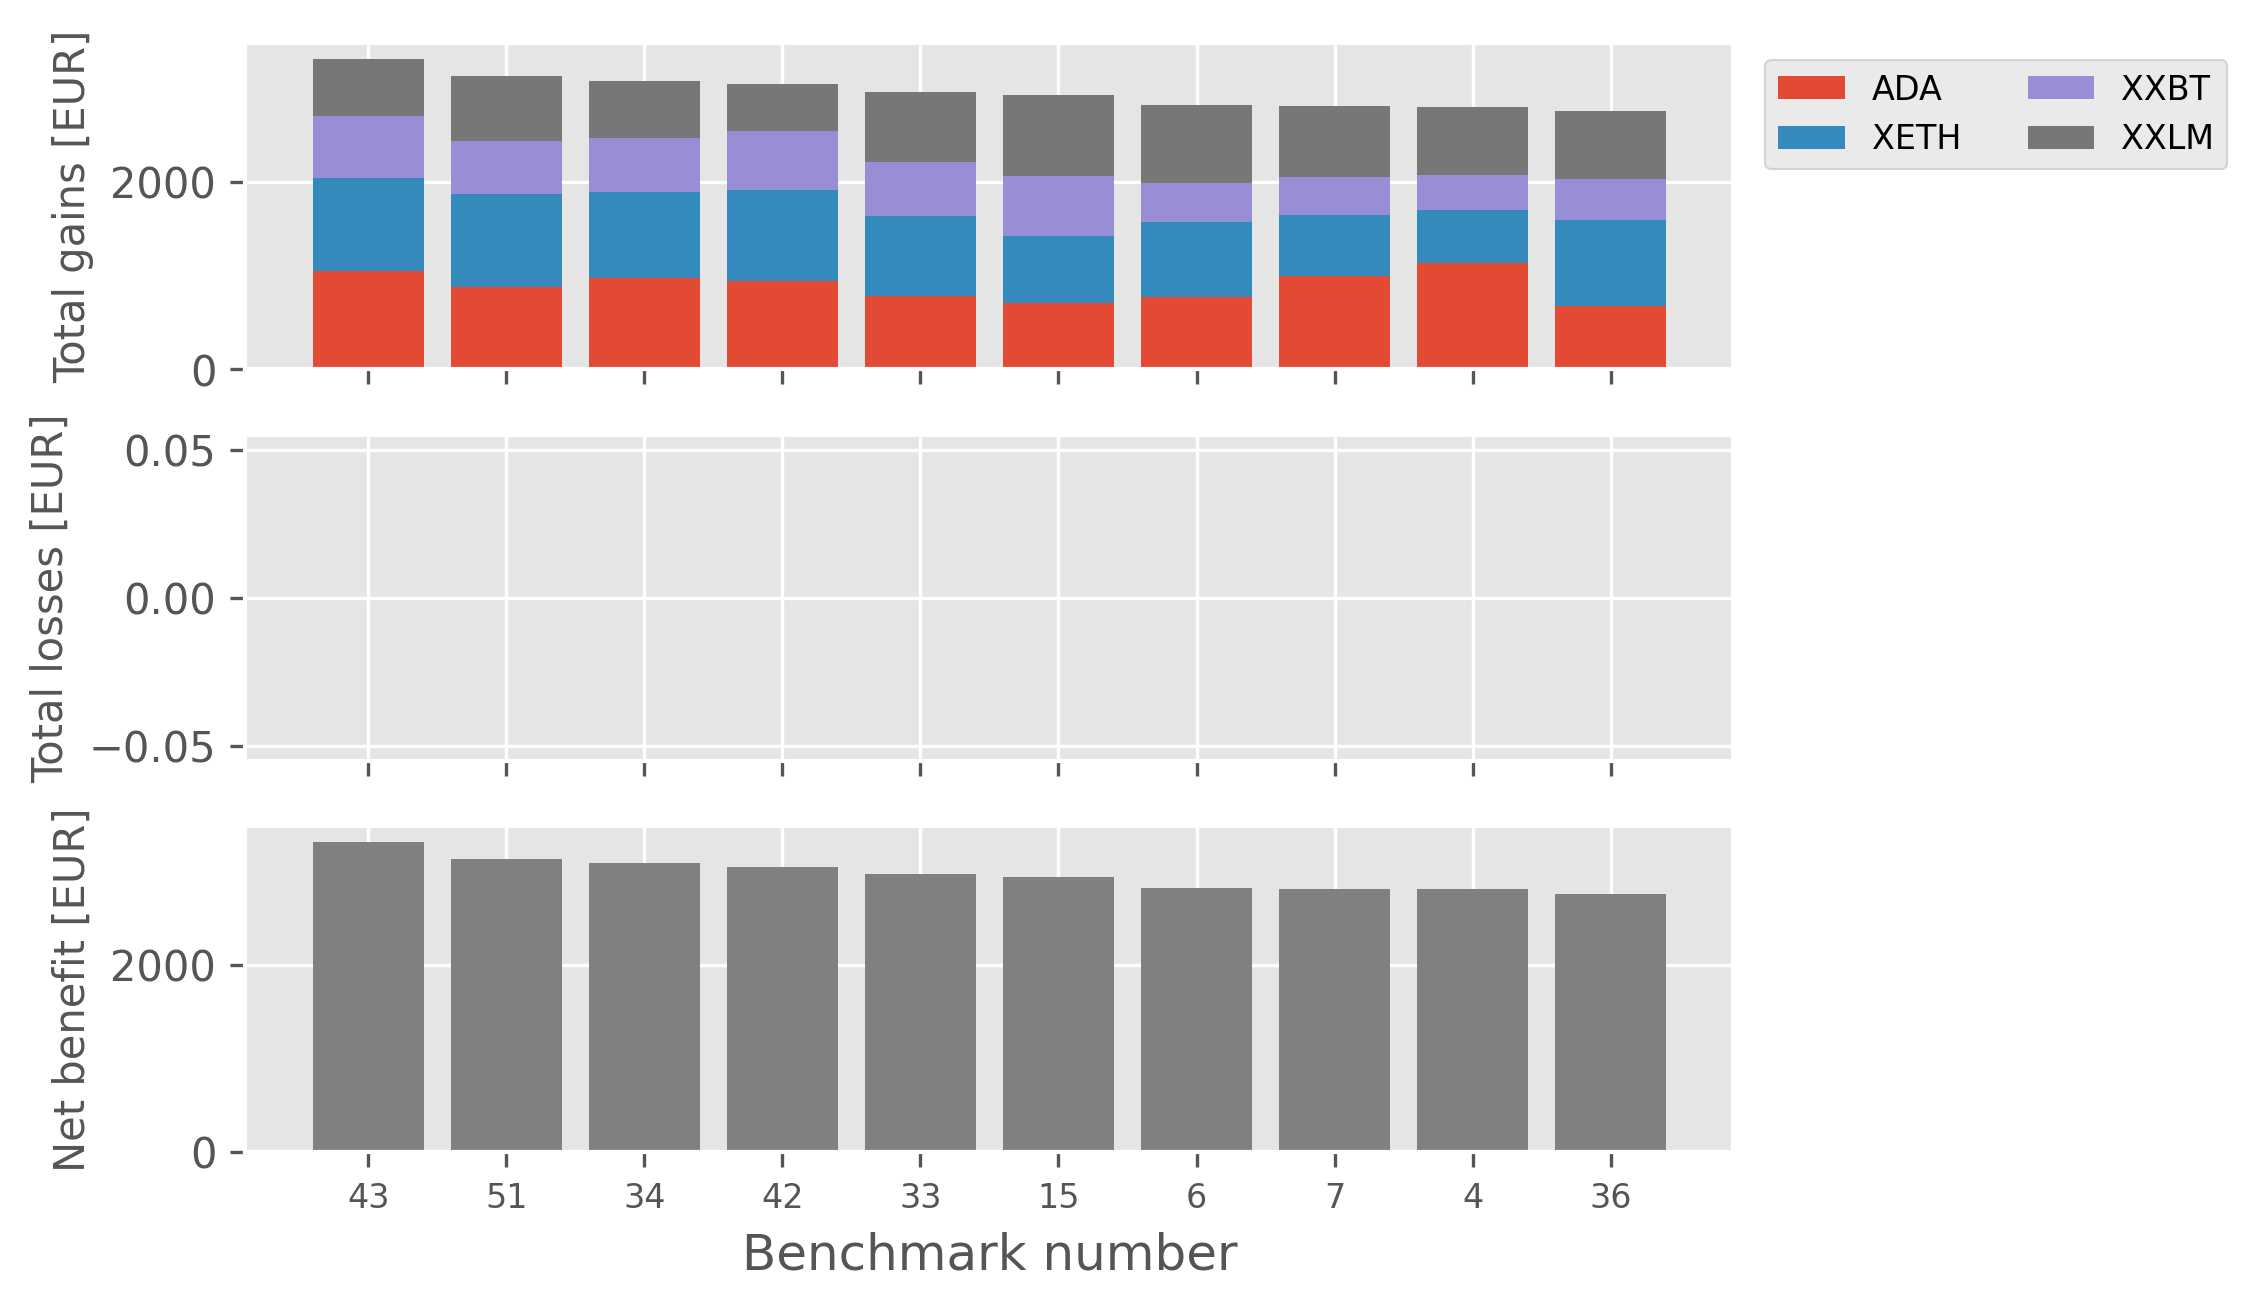 Total gains [EUR]
2000
0
ADA
XETH
XXBT
XXLM
Total losses [EUR]
0.05
0.00
−0.05
Net benefit [EUR]
2000
0
43 51 34 42 33 15 6 7 4 36
Benchmark number